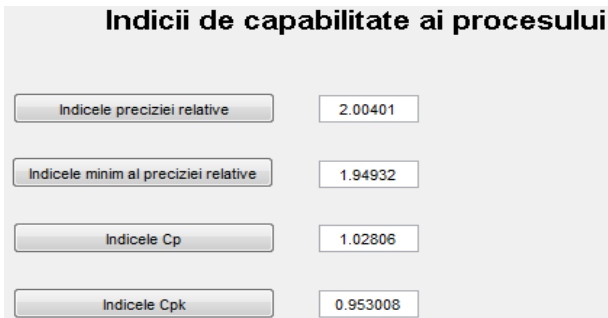 Indicii de capabilitate ai procesului
Indicele preciziei relative 2.00401
Indicele minim al preciziei relative 1.94932
Indicele Cp 1.02806
Indicele Cpk 0.953008